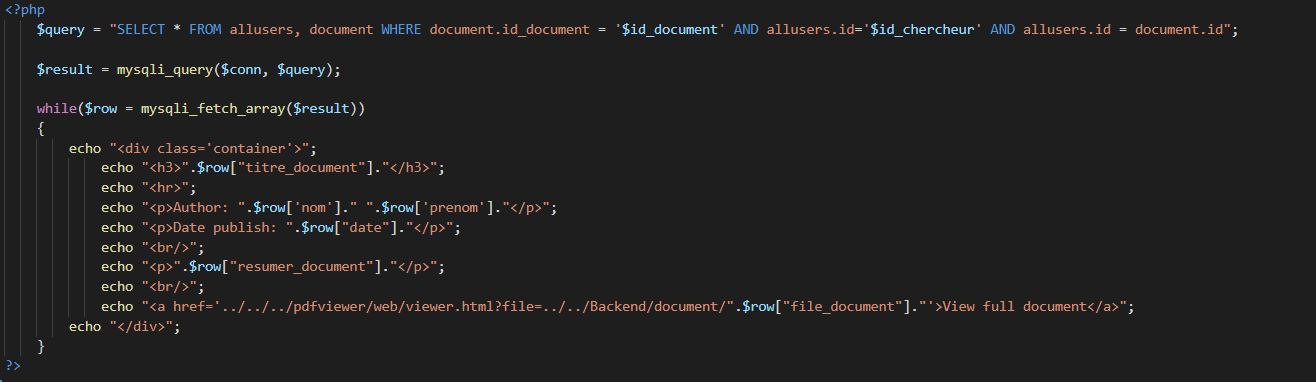 <?php
$query = "SELECT * FROM allusers, document WHERE document.id_document = '$id_document' AND allusers.id='$id_chercheur' AND allusers.id = document.id";
$result = mysqli_query($conn, $query);
while($row = mysqli_fetch_array($result))
{
echo "<div class='container'>";
echo "<h3>".$row["titre_document"]."</h3>";
echo "<hr>";
echo "<p>Author: ".$row['nom']." ".$row['prenom']."</p>";
echo "<p>Date publish: ".$row["date"]."</p>";
echo "<br/>";
echo "<p>".$row["resumer_document"]."</p>";
echo "<br/>";
echo "<a href='../../../pdfviewer/web/viewer.html?file=../../Backend/document/".$row["file_document"]."'>View full document</a>";
echo "</div>";
}
?>